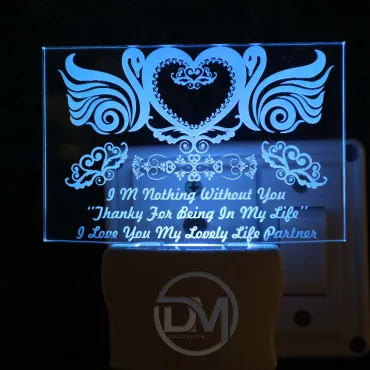 I M Nothing Without You
"Thanky For Being In My Life"
I Love You My Lovely Life Partner
DM
COLLECTION